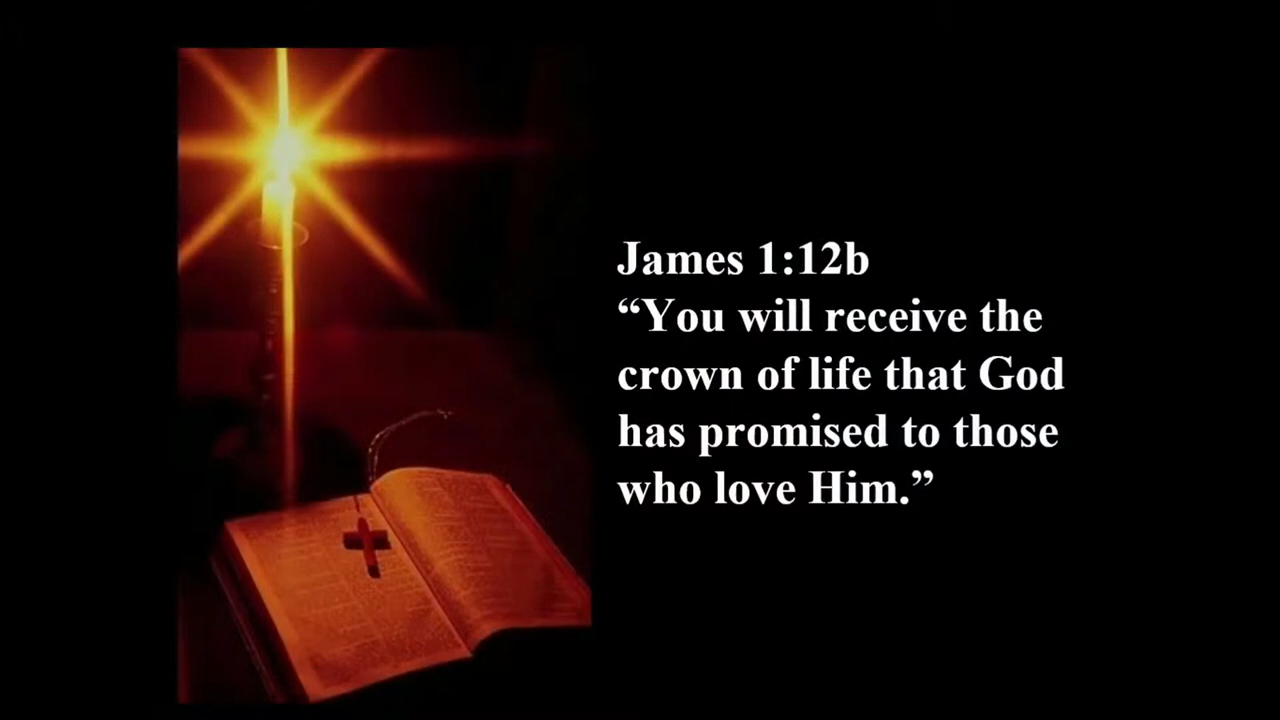 James 1:12b
“You will receive the
crown of life that God
has promised to those
who love Him.”